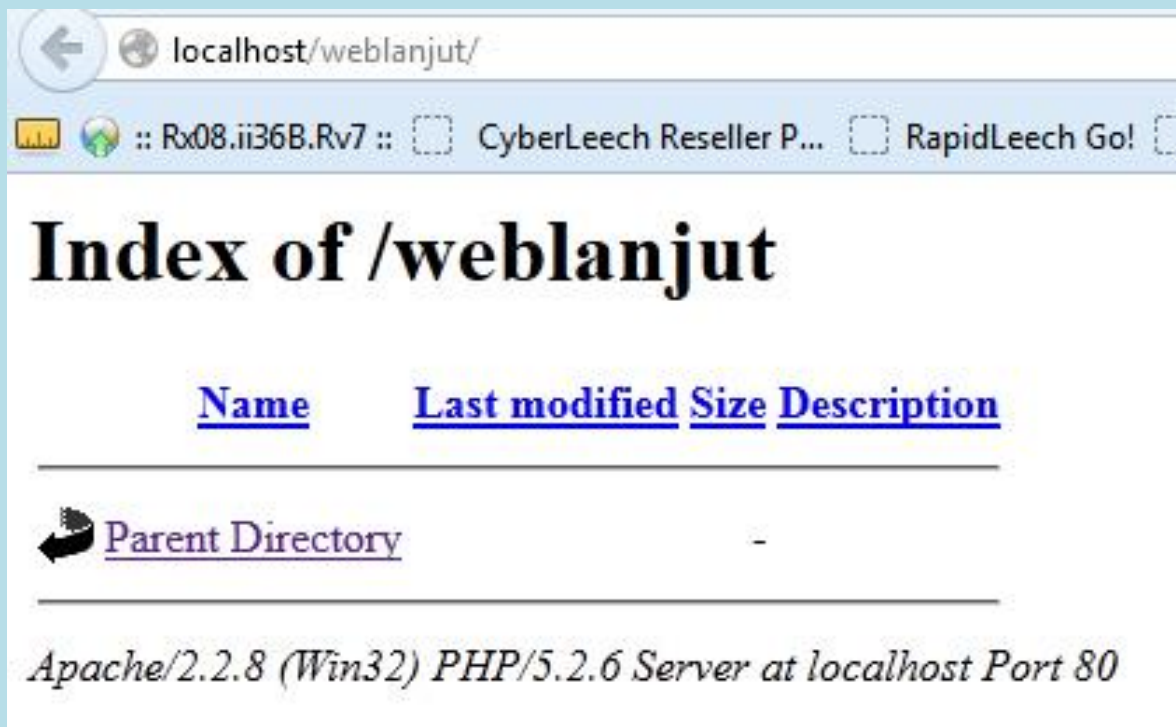 localhost/weblanjut/
:: Rx08.ii36B.Rv7 :: CyberLeech Reseller P... RapidLeech Go!
Index of /weblanjut
Name Last modified Size Description
Parent Directory -
Apache/2.2.8 (Win32) PHP/5.2.6 Server at localhost Port 80